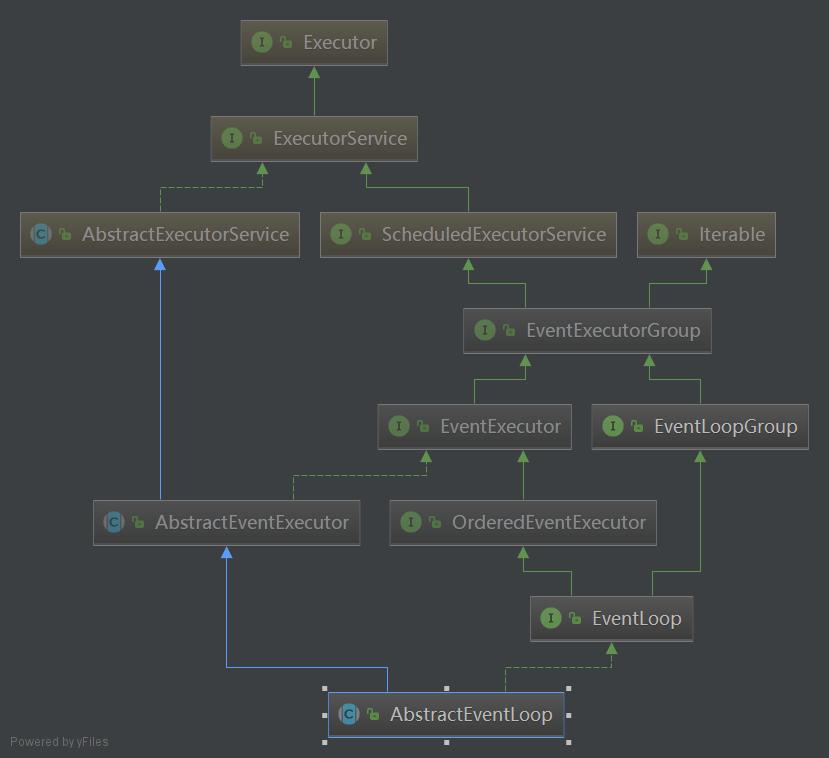 I Executor
I ExecutorService
C AbstractExecutorService
I ScheduledExecutorService
I Iterable
I EventExecutorGroup
I EventExecutor
I EventLoopGroup
C AbstractEventExecutor
I OrderedEventExecutor
I EventLoop
C AbstractEventLoop
Powered by yFiles